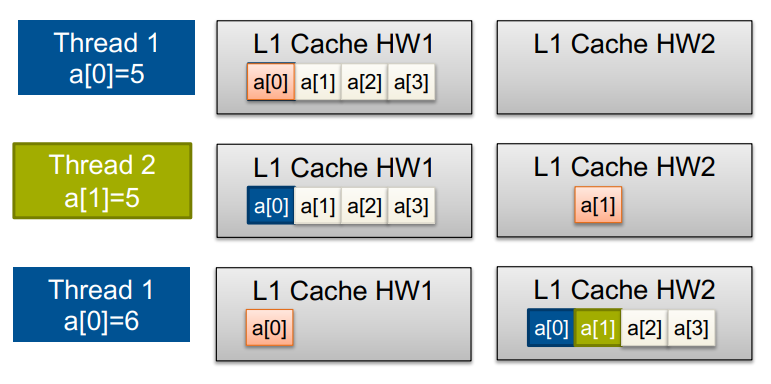 Thread 1
a[0]=5
L1 Cache HW1
a[0] a[1] a[2] a[3]
L1 Cache HW2
Thread 2
a[1]=5
L1 Cache HW1
a[0] a[1] a[2] a[3]
L1 Cache HW2
a[1]
Thread 1
a[0]=6
L1 Cache HW1
a[0]
L1 Cache HW2
a[0] a[1] a[2] a[3]